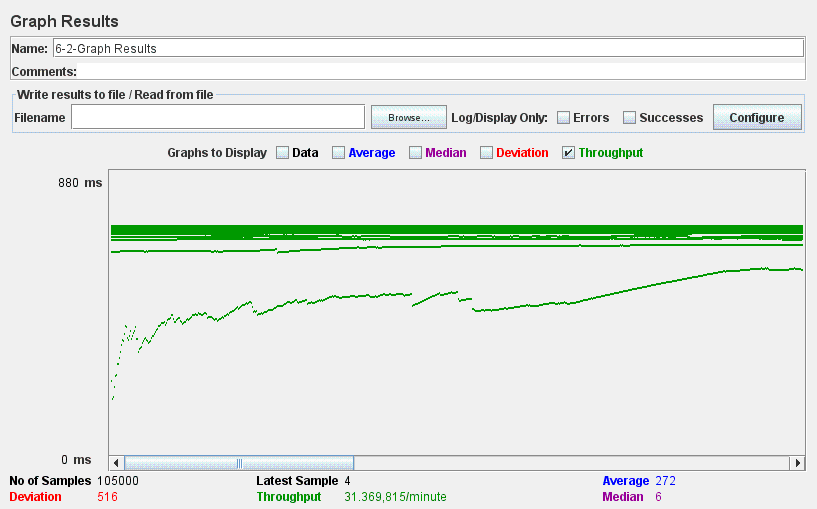 Graph Results
Name: 6-2-Graph Results
Comments:
Write results to file / Read from file
Filename Browse... Log/Display Only: Errors Successes Configure
Graphs to Display Data Average Median Deviation Throughput
880 ms
0 ms
No of Samples 105000 Latest Sample 4 Average 272
Deviation 516 Throughput 31.369,815/minute Median 6